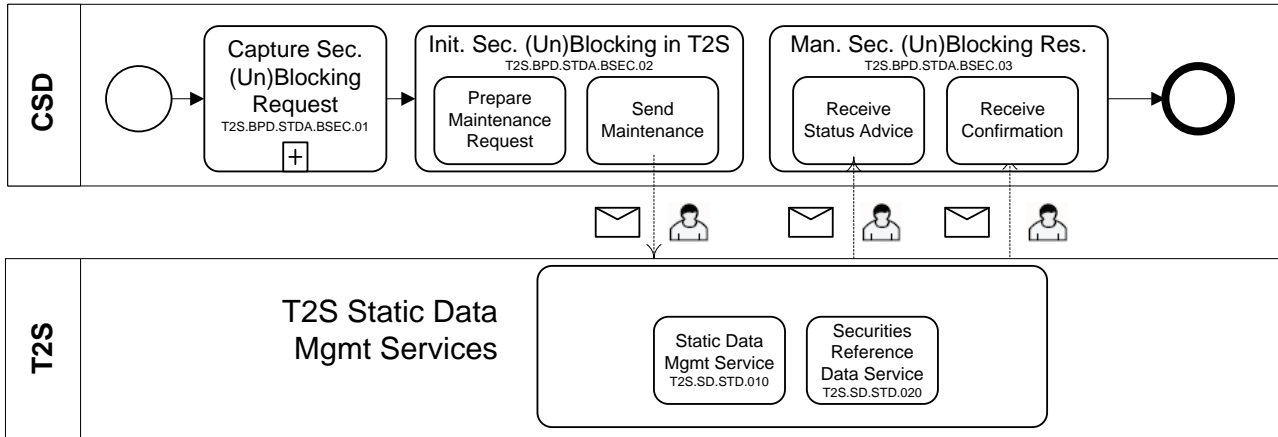 CSD
Capture Sec.
(Un)Blocking
Request
T2S.BPD.STDA.BSEC.01
+
Init. Sec. (Un)Blocking in T2S
T2S.BPD.STDA.BSEC.02
Prepare
Maintenance
Request
Send
Maintenance
Man. Sec. (Un)Blocking Res.
T2S.BPD.STDA.BSEC.03
Receive
Status Advice
Receive
Confirmation
T2S
T2S Static Data
Mgmt Services
Static Data
Mgmt Service
T2S.SD.STD.010
Securities
Reference
Data Service
T2S.SD.STD.020